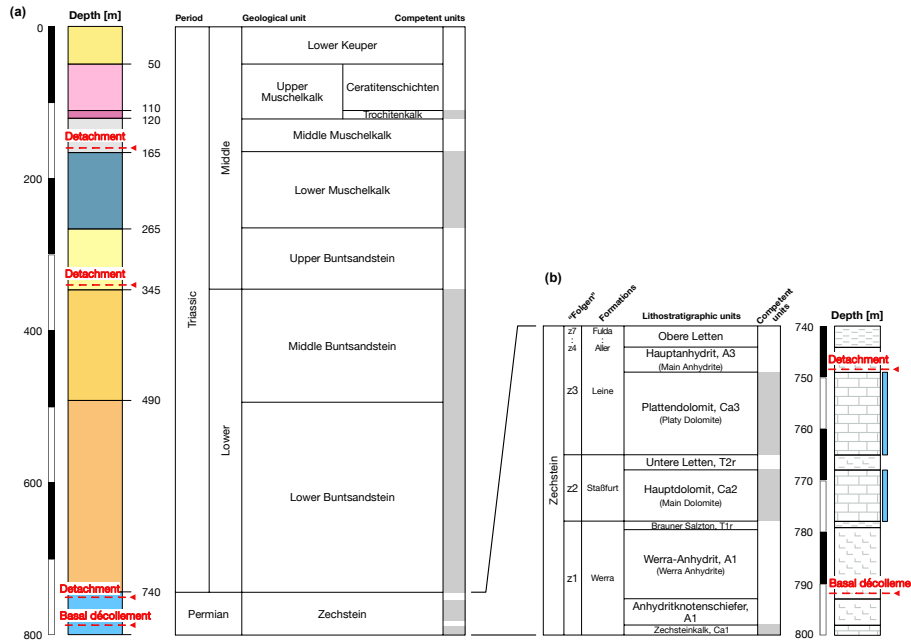 (a)
Depth [m]
Period
Geological unit
Competent units
0
200
400
600
800
50
110
120
165
265
345
490
740
Detachment
Detachment
Detachment
Basal décollement
Triassic
Permian
Middle
Lower
Lower Keuper
Upper
Muschelkalk
Ceratitenschichten
Trochitenkalk
Middle Muschelkalk
Lower Muschelkalk
Upper Buntsandstein
Middle Buntsandstein
Lower Buntsandstein
Zechstein
(b)
"Folgen"
Formations
Lithostratigraphic units
Competent
units
Depth [m]
Zechstein
z7
:
z4
Fulda
:
Aller
Obere Letten
Hauptanhydrit, A3
(Main Anhydrite)
z3
Leine
Plattendolomit, Ca3
(Platy Dolomite)
Untere Letten, T2r
z2
Staßfurt
Hauptdolomit, Ca2
(Main Dolomite)
Brauner Salzton, T1r
z1
Werra
Werra-Anhydrit, A1
(Werra Anhydrite)
Anhydritknotenschiefer,
A1
Zechsteinkalk, Ca1
740
750
760
770
780
790
800
Detachment
Basal décolleme